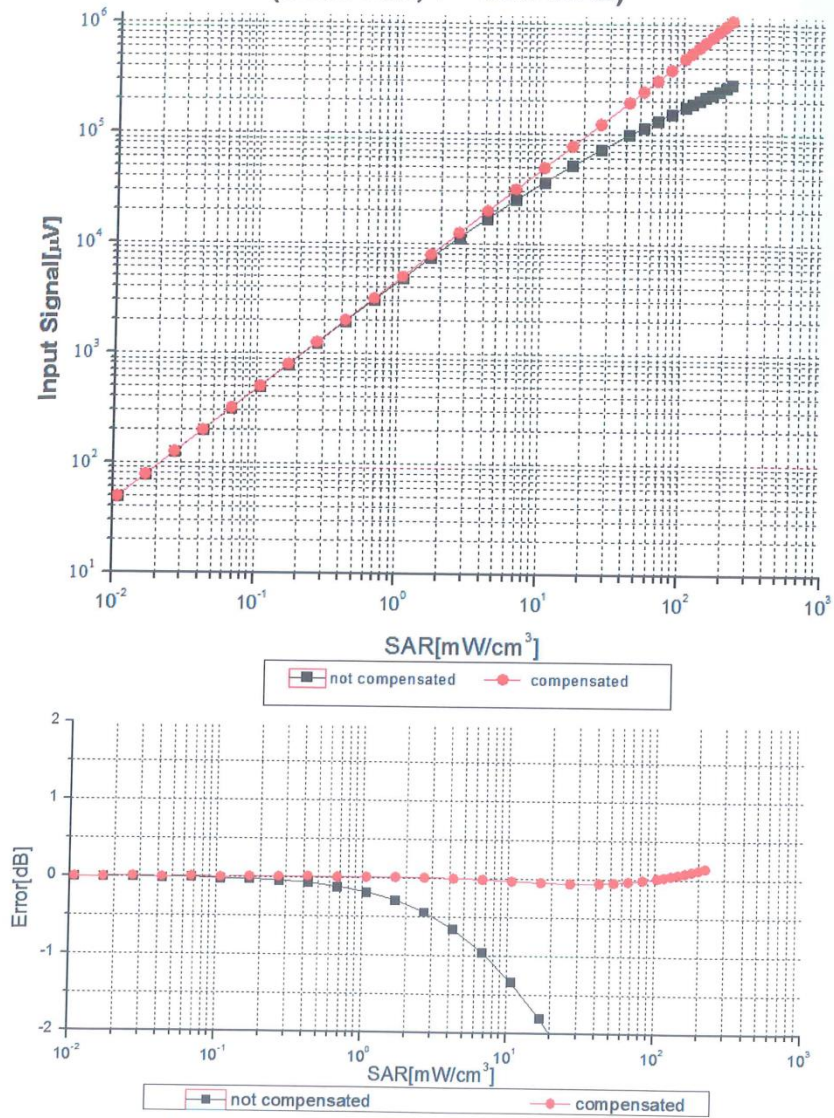 10^6
10^5
10^4
10^3
10^2
10^1
Input Signal[µV]
10^-2 10^-1 10^0 10^1 10^2 10^3
SAR[mW/cm^3]
not compensated compensated
2
1
0
-1
-2
Error[dB]
10^-2 10^-1 10^0 10^1 10^2 10^3
SAR[mW/cm^3]
not compensated compensated